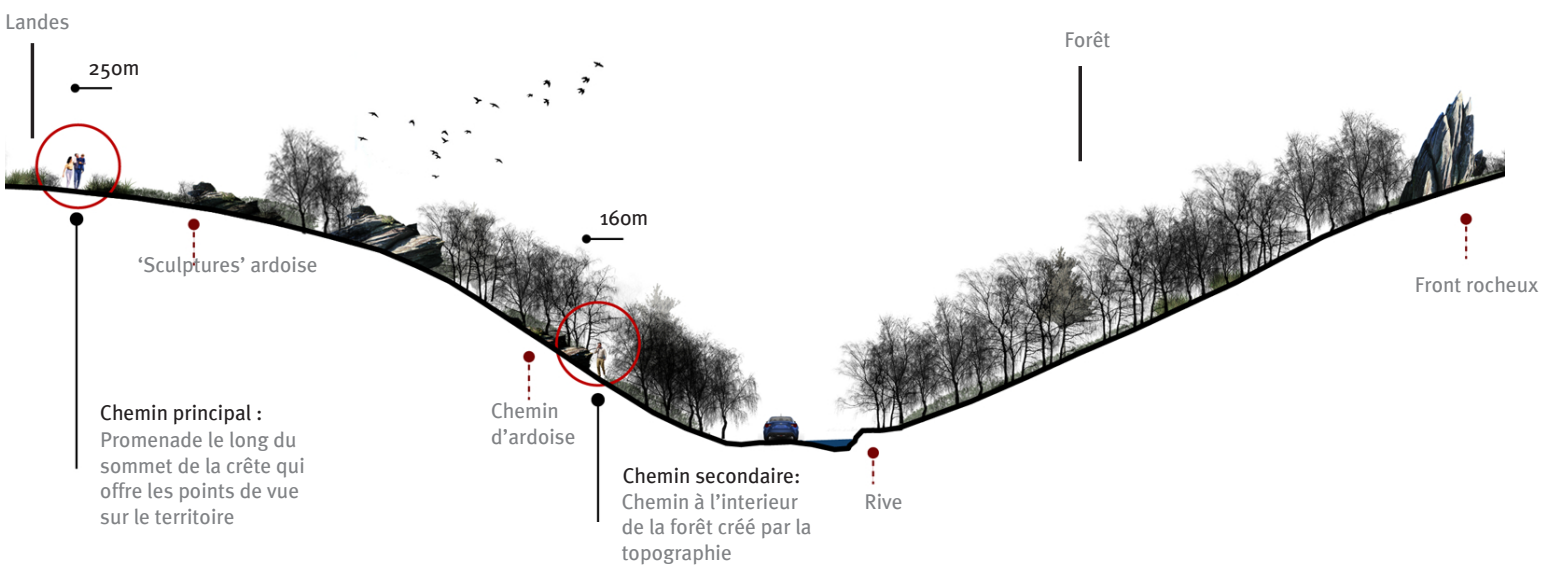 Landes
250m
Forêt
160m
‘Sculptures’ ardoise
Front rocheux
Chemin principal :
Promenade le long du
sommet de la crête qui
offre les points de vue
sur le territoire
Chemin
d’ardoise
Chemin secondaire:
Chemin à l’interieur
de la forêt créé par la
topographie
Rive